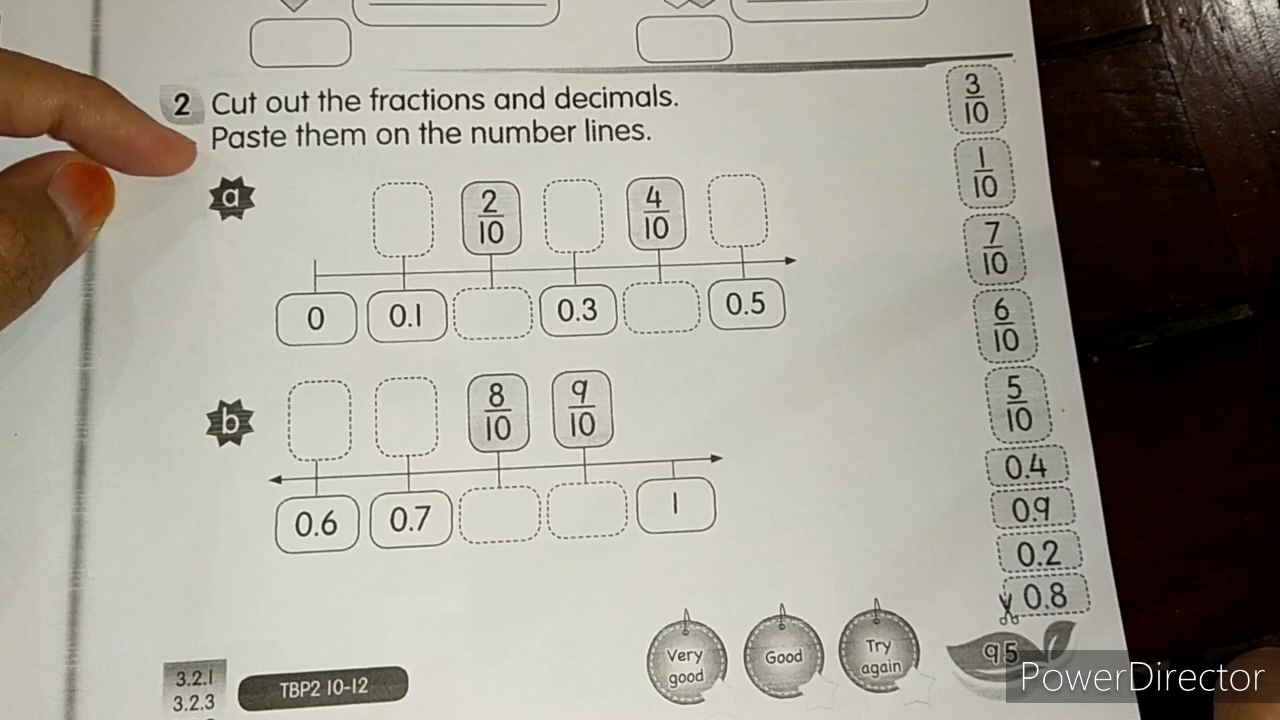 2 Cut out the fractions and decimals.
Paste them on the number lines.
a
2/10 4/10
0 0.1 0.3 0.5
b
8/10 9/10
0.6 0.7 1
3/10
1/10
7/10
6/10
5/10
0.4
0.9
0.2
0.8
3.2.1
3.2.3
TBP2 10-12
Very good
Good
Try again
95
PowerDirector